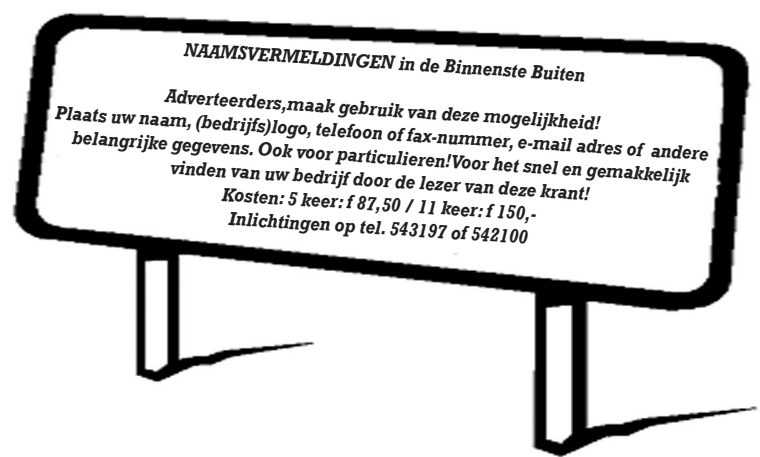 NAAMSVERMELDINGEN in de Binnenste Buiten
Adverteerders,maak gebruik van deze mogelijkheid!
Plaats uw naam, (bedrijfs)logo, telefoon of fax-nummer, e-mail adres of andere
belangrijke gegevens. Ook voor particulieren!Voor het snel en gemakkelijk
vinden van uw bedrijf door de lezer van deze krant!
Kosten: 5 keer: f 87,50 / 11 keer: f 150,-
Inlichtingen op tel. 543197 of 542100